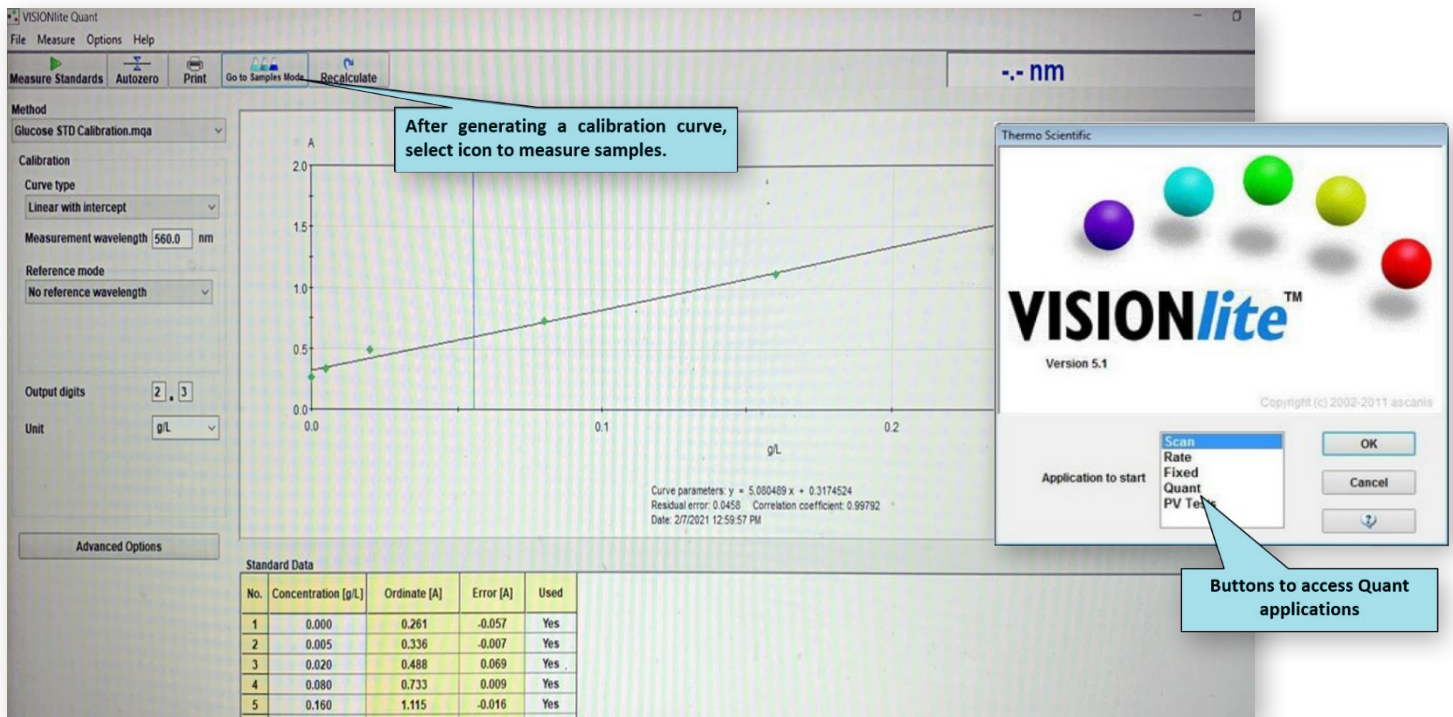 VISIONlite Quant
File Measure Options Help
Measure Standards Autozero Print Go to Samples Mode Recalculate
-.- nm
Method
Glucose STD Calibration.mqa
Calibration
Curve type
Linear with intercept
Measurement wavelength 560.0 nm
Reference mode
No reference wavelength
Output digits 2 . 3
Unit g/L
Advanced Options
After generating a calibration curve,
select icon to measure samples.
A
2.0
1.5
1.0
0.5
0.0
0.0 0.1 0.2
g/L
Curve parameters: y = 5.080489 x + 0.3174524
Residual error: 0.0458 Correlation coefficient: 0.99792
Date: 2/7/2021 12:59:57 PM
Standard Data
No. Concentration [g/L] Ordinate [A] Error [A] Used
1 0.000 0.261 -0.057 Yes
2 0.005 0.336 -0.007 Yes
3 0.020 0.488 0.069 Yes
4 0.080 0.733 0.009 Yes
5 0.160 1.115 -0.016 Yes
Thermo Scientific
VISIONlite™
Version 5.1
Copyright (c) 2002-2011 ascanis
Application to start
Scan
Rate
Fixed
Quant
PV Tests
OK
Cancel
?
Buttons to access Quant
applications